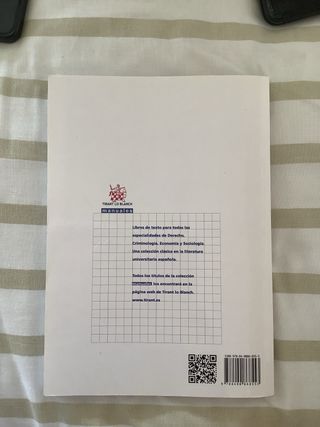 TIRANT LO BLANCH
manuales
Libros de texto para todas las
especialidades de Derecho,
Criminología, Economía y Sociología.
Una colección clásica en la literatura
universitaria española.
Todos los títulos de la colección
manuales los encontrará en la
página web de Tirant lo Blanch.
www.tirant.es